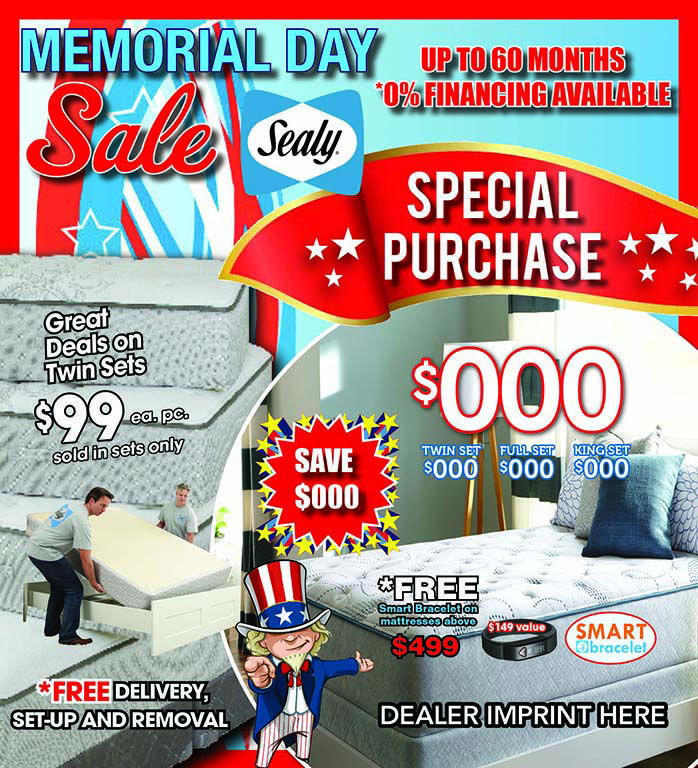 MEMORIAL DAY
Sale
UP TO 60 MONTHS
*0% FINANCING AVAILABLE
Sealy
SPECIAL
PURCHASE
Great
Deals on
Twin Sets
$99 ea. pc.
sold in sets only
$000
TWIN SET FULL SET KING SET
$000 $000 $000
SAVE
$000
*FREE
Smart Bracelet on
mattresses above
$499
$149 value
SMART
bracelet
*FREE DELIVERY,
SET-UP AND REMOVAL
DEALER IMPRINT HERE